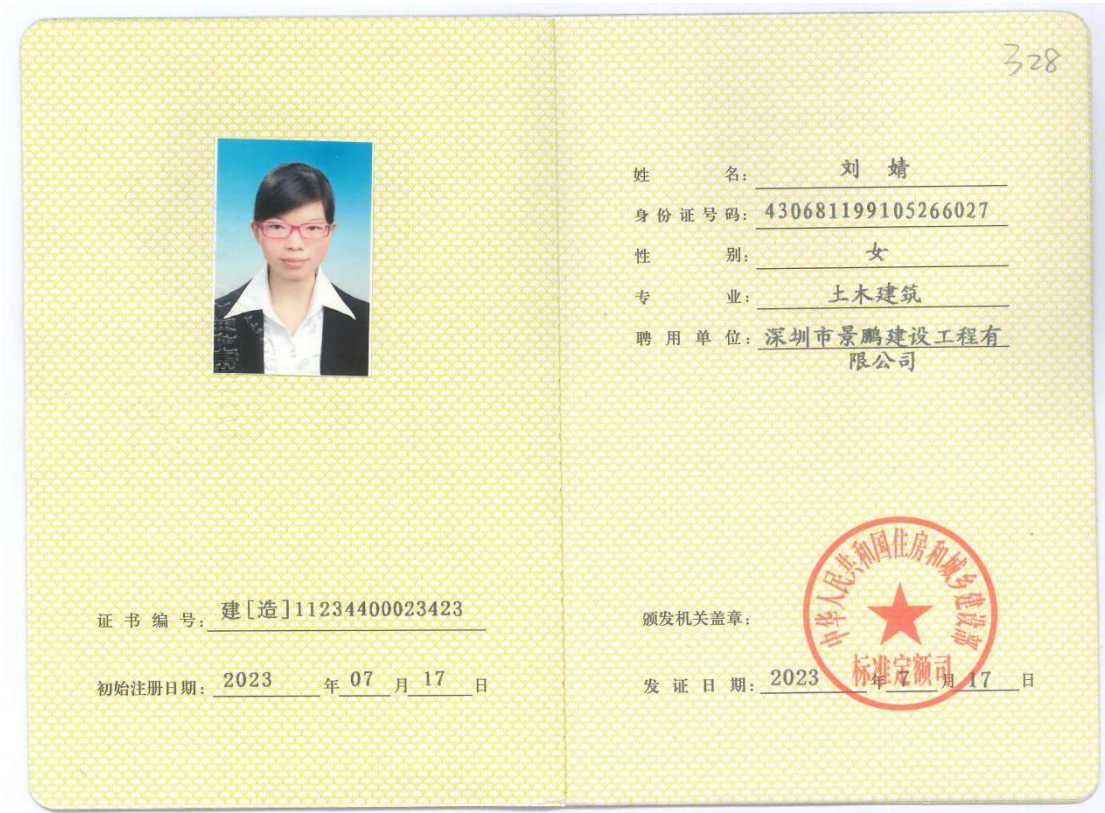 328
姓 名: 刘 婧
身份证号码: 430681199105266027
性 别: 女
专 业: 土木建筑
聘用单位: 深圳市景鹏建设工程有
限公司
证书编号: 建[造]11234400023423
初始注册日期: 2023 年 07 月 17 日
颁发机关盖章:
中华人民共和国住房和城乡建设部
标准定额司
发证日期: 2023 年 7 月 17 日